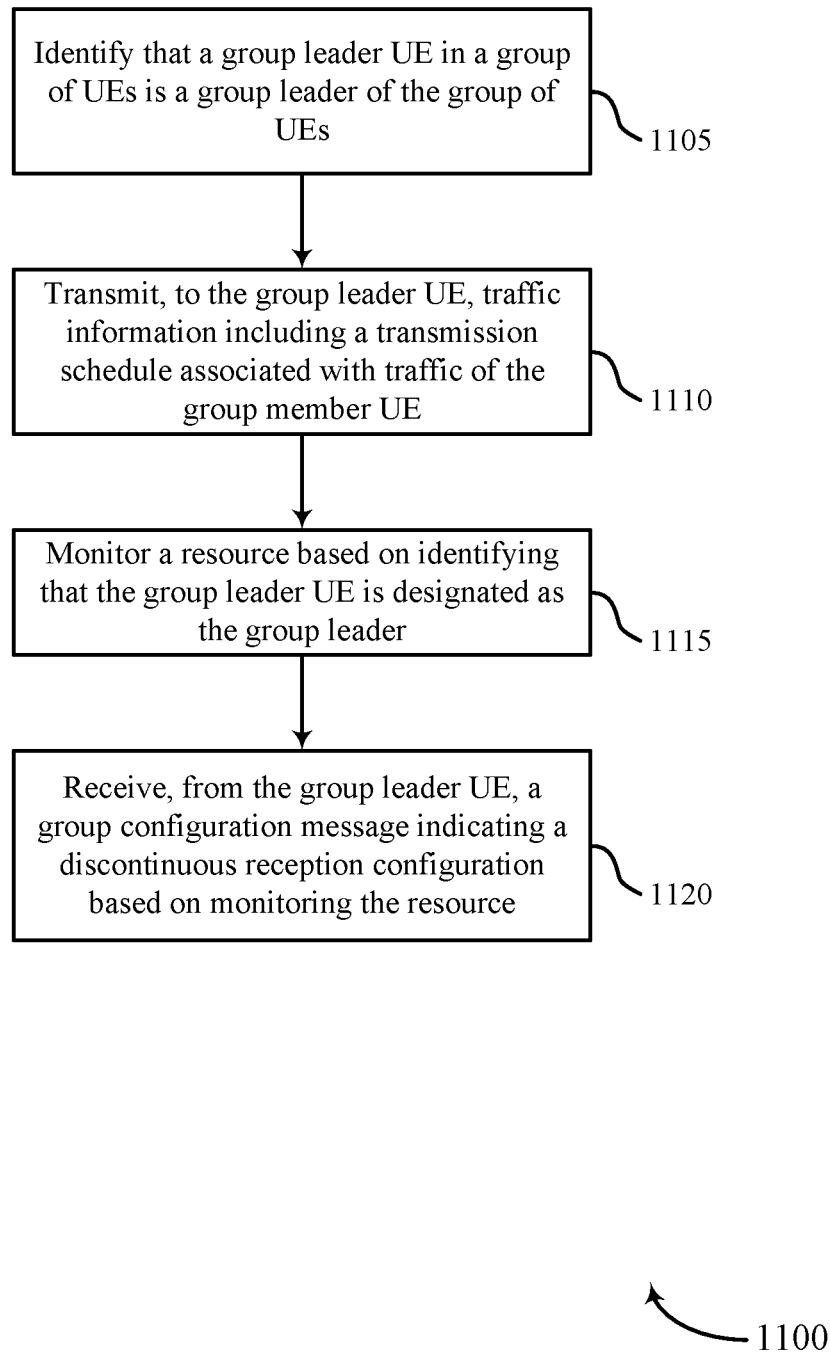 Identify that a group leader UE in a group
of UEs is a group leader of the group of
UEs
1105
Transmit, to the group leader UE, traffic
information including a transmission
schedule associated with traffic of the
group member UE
1110
Monitor a resource based on identifying
that the group leader UE is designated as
the group leader
1115
Receive, from the group leader UE, a
group configuration message indicating a
discontinuous reception configuration
based on monitoring the resource
1120
1100